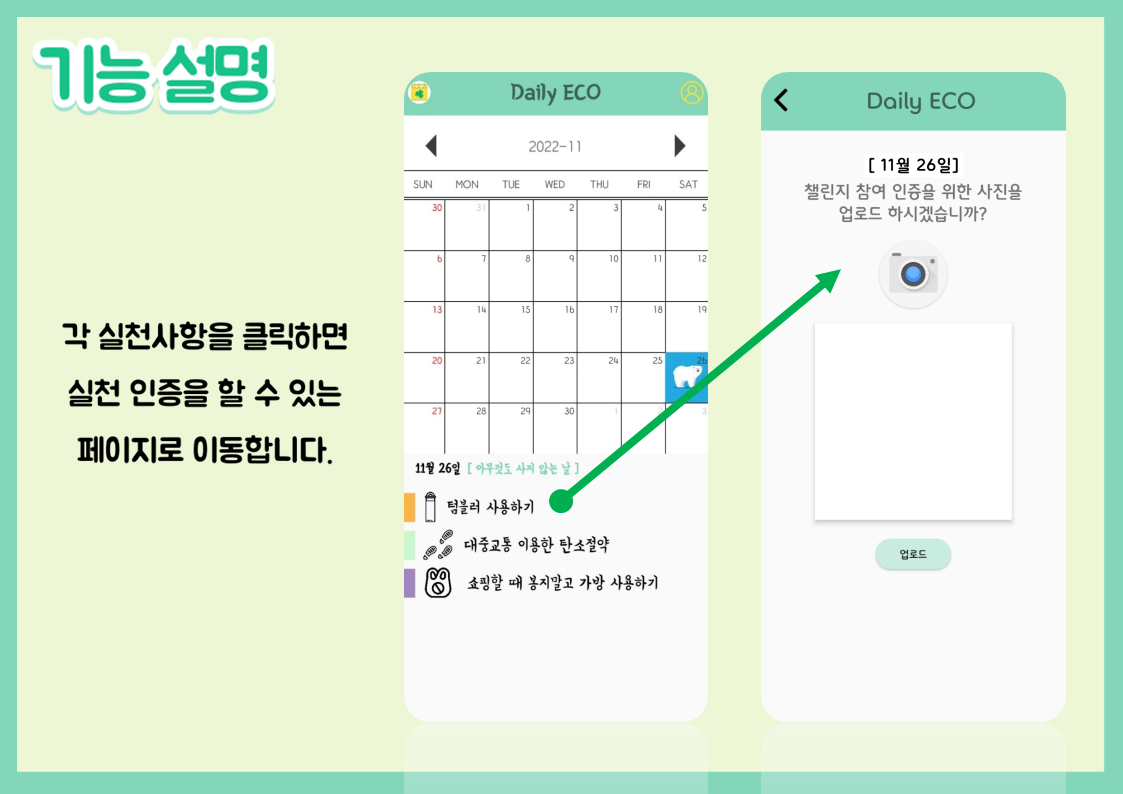 기능 설명
각 실천사항을 클릭하면
실천 인증을 할 수 있는
페이지로 이동합니다.
Daily ECO
2022-11
SUN MON TUE WED THU FRI SAT
30 31 1 2 3 4 5
6 7 8 9 10 11 12
13 14 15 16 17 18 19
20 21 22 23 24 25 26
27 28 29 30 1 3
11월 26일 [ 아무것도 사지 않는 날 ]
텀블러 사용하기
대중교통 이용한 탄소절약
쇼핑할 때 봉지말고 가방 사용하기
Daily ECO
[ 11월 26일]
챌린지 참여 인증을 위한 사진을
업로드 하시겠습니까?
업로드